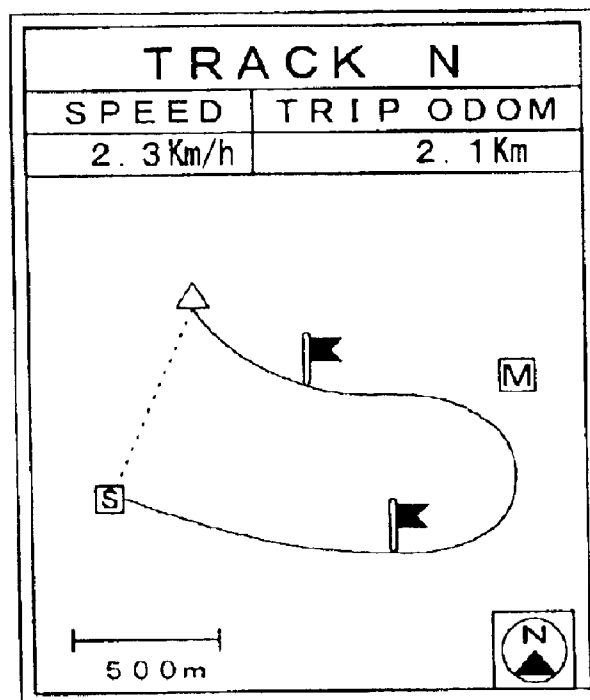 TRACK N
SPEED TRIP ODOM
2.3Km/h 2.1Km
M
S
500m
N